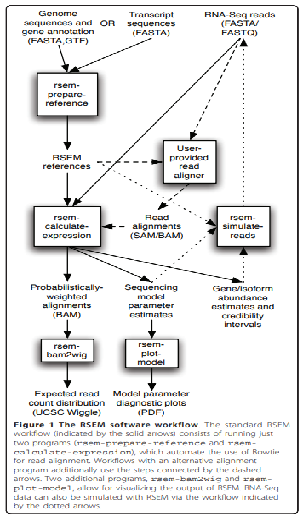 Genome
sequences and
gene annotation
(FASTA,GTF)
OR
Transcript
sequences
(FASTA)
RNA-Seq reads
(FASTA/
FASTQ)
rsem-
prepare-
reference
RSEM
references
User-
provided
read
aligner
rsem-
calculate-
expression
Read
alignments
(SAM/BAM)
rsem-
simulate-
reads
Probabilistically-
weighted
alignments
(BAM)
Sequencing
model
parameter
estimates
Gene/isoform
abundance
estimates and
credibility
intervals
rsem-
bam2wig
rsem-
plot-
model
Expected read
count distribution
(UCSC Wiggle)
Model parameter
diagnostic plots
(PDF)
Figure 1 The RSEM software workflow. The standard RSEM
workflow (indicated by the solid arrows) consists of running just
two programs (rsem-prepare-reference and rsem-
calculate-expression), which automate the use of Bowtie
for read alignment. Workflows with an alternative alignment
program additionally use the steps connected by the dashed
arrows. Two additional programs, rsem-bam2wig and rsem-
plot-model, allow for visualizing the output of RSEM. RNA-Seq
data can also be simulated with RSEM via the workflow indicated
by the dotted arrows.